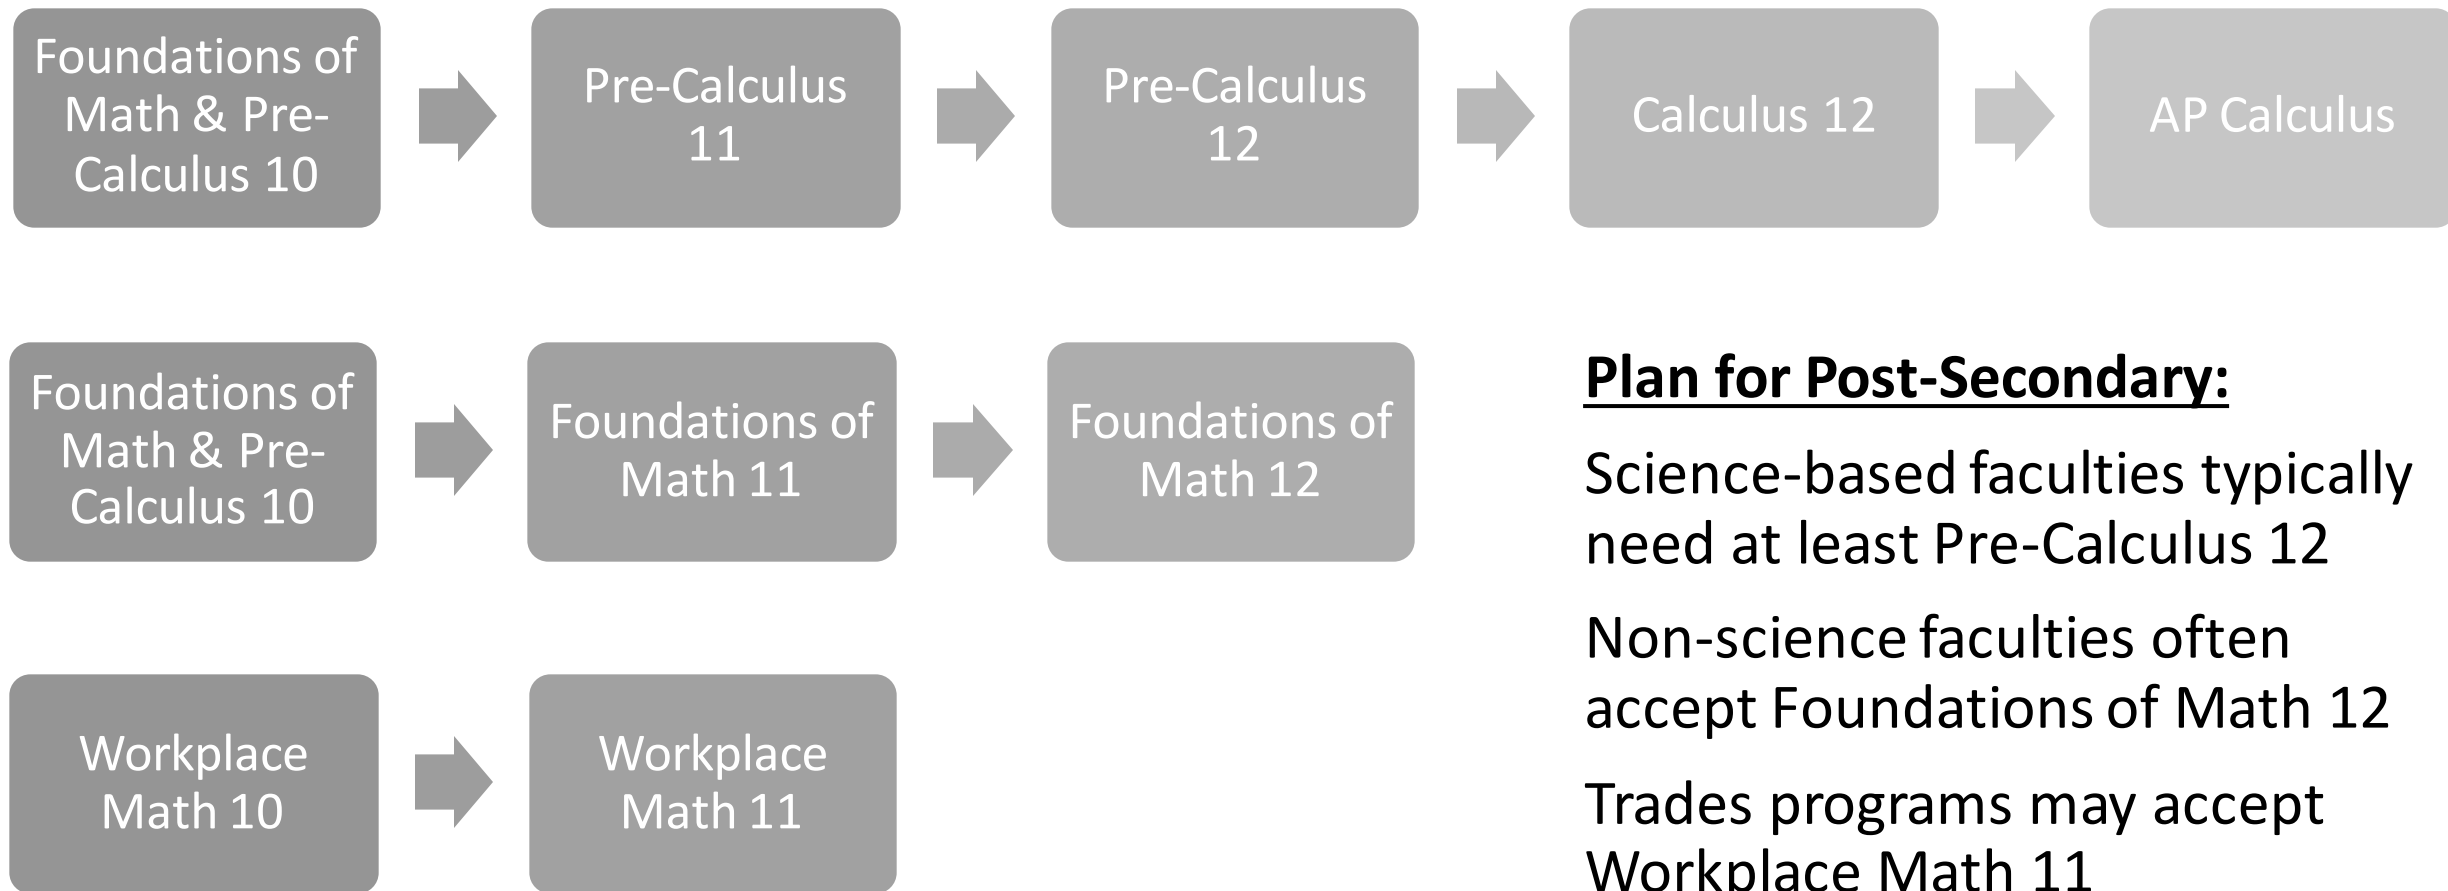 Foundations of
Math & Pre-
Calculus 10
Pre-Calculus
11
Pre-Calculus
12
Calculus 12
AP Calculus
Foundations of
Math & Pre-
Calculus 10
Foundations of
Math 11
Foundations of
Math 12
Workplace
Math 10
Workplace
Math 11
Plan for Post-Secondary:
Science-based faculties typically
need at least Pre-Calculus 12
Non-science faculties often
accept Foundations of Math 12
Trades programs may accept
Workplace Math 11